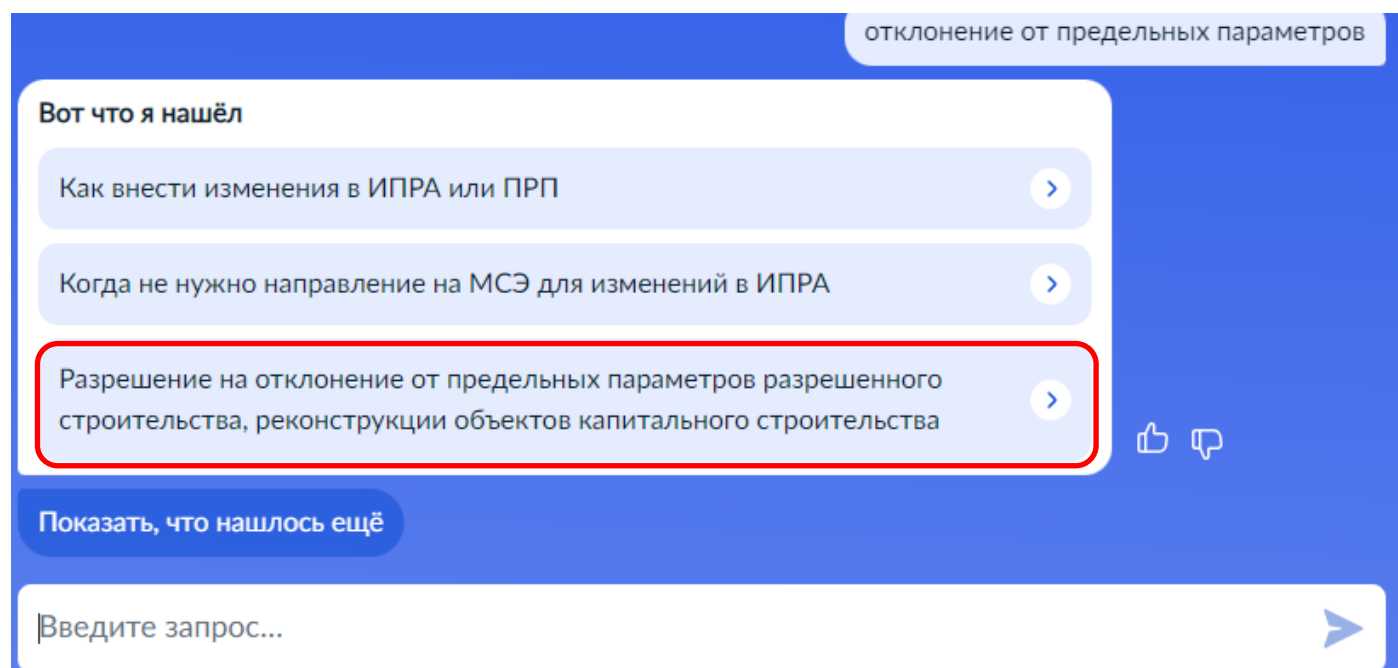 отклонение от предельных параметров
Вот что я нашёл
Как внести изменения в ИПРА или ПРП
Когда не нужно направление на МСЭ для изменений в ИПРА
Разрешение на отклонение от предельных параметров разрешенного
строительства, реконструкции объектов капитального строительства
Показать, что нашлось ещё
Введите запрос...